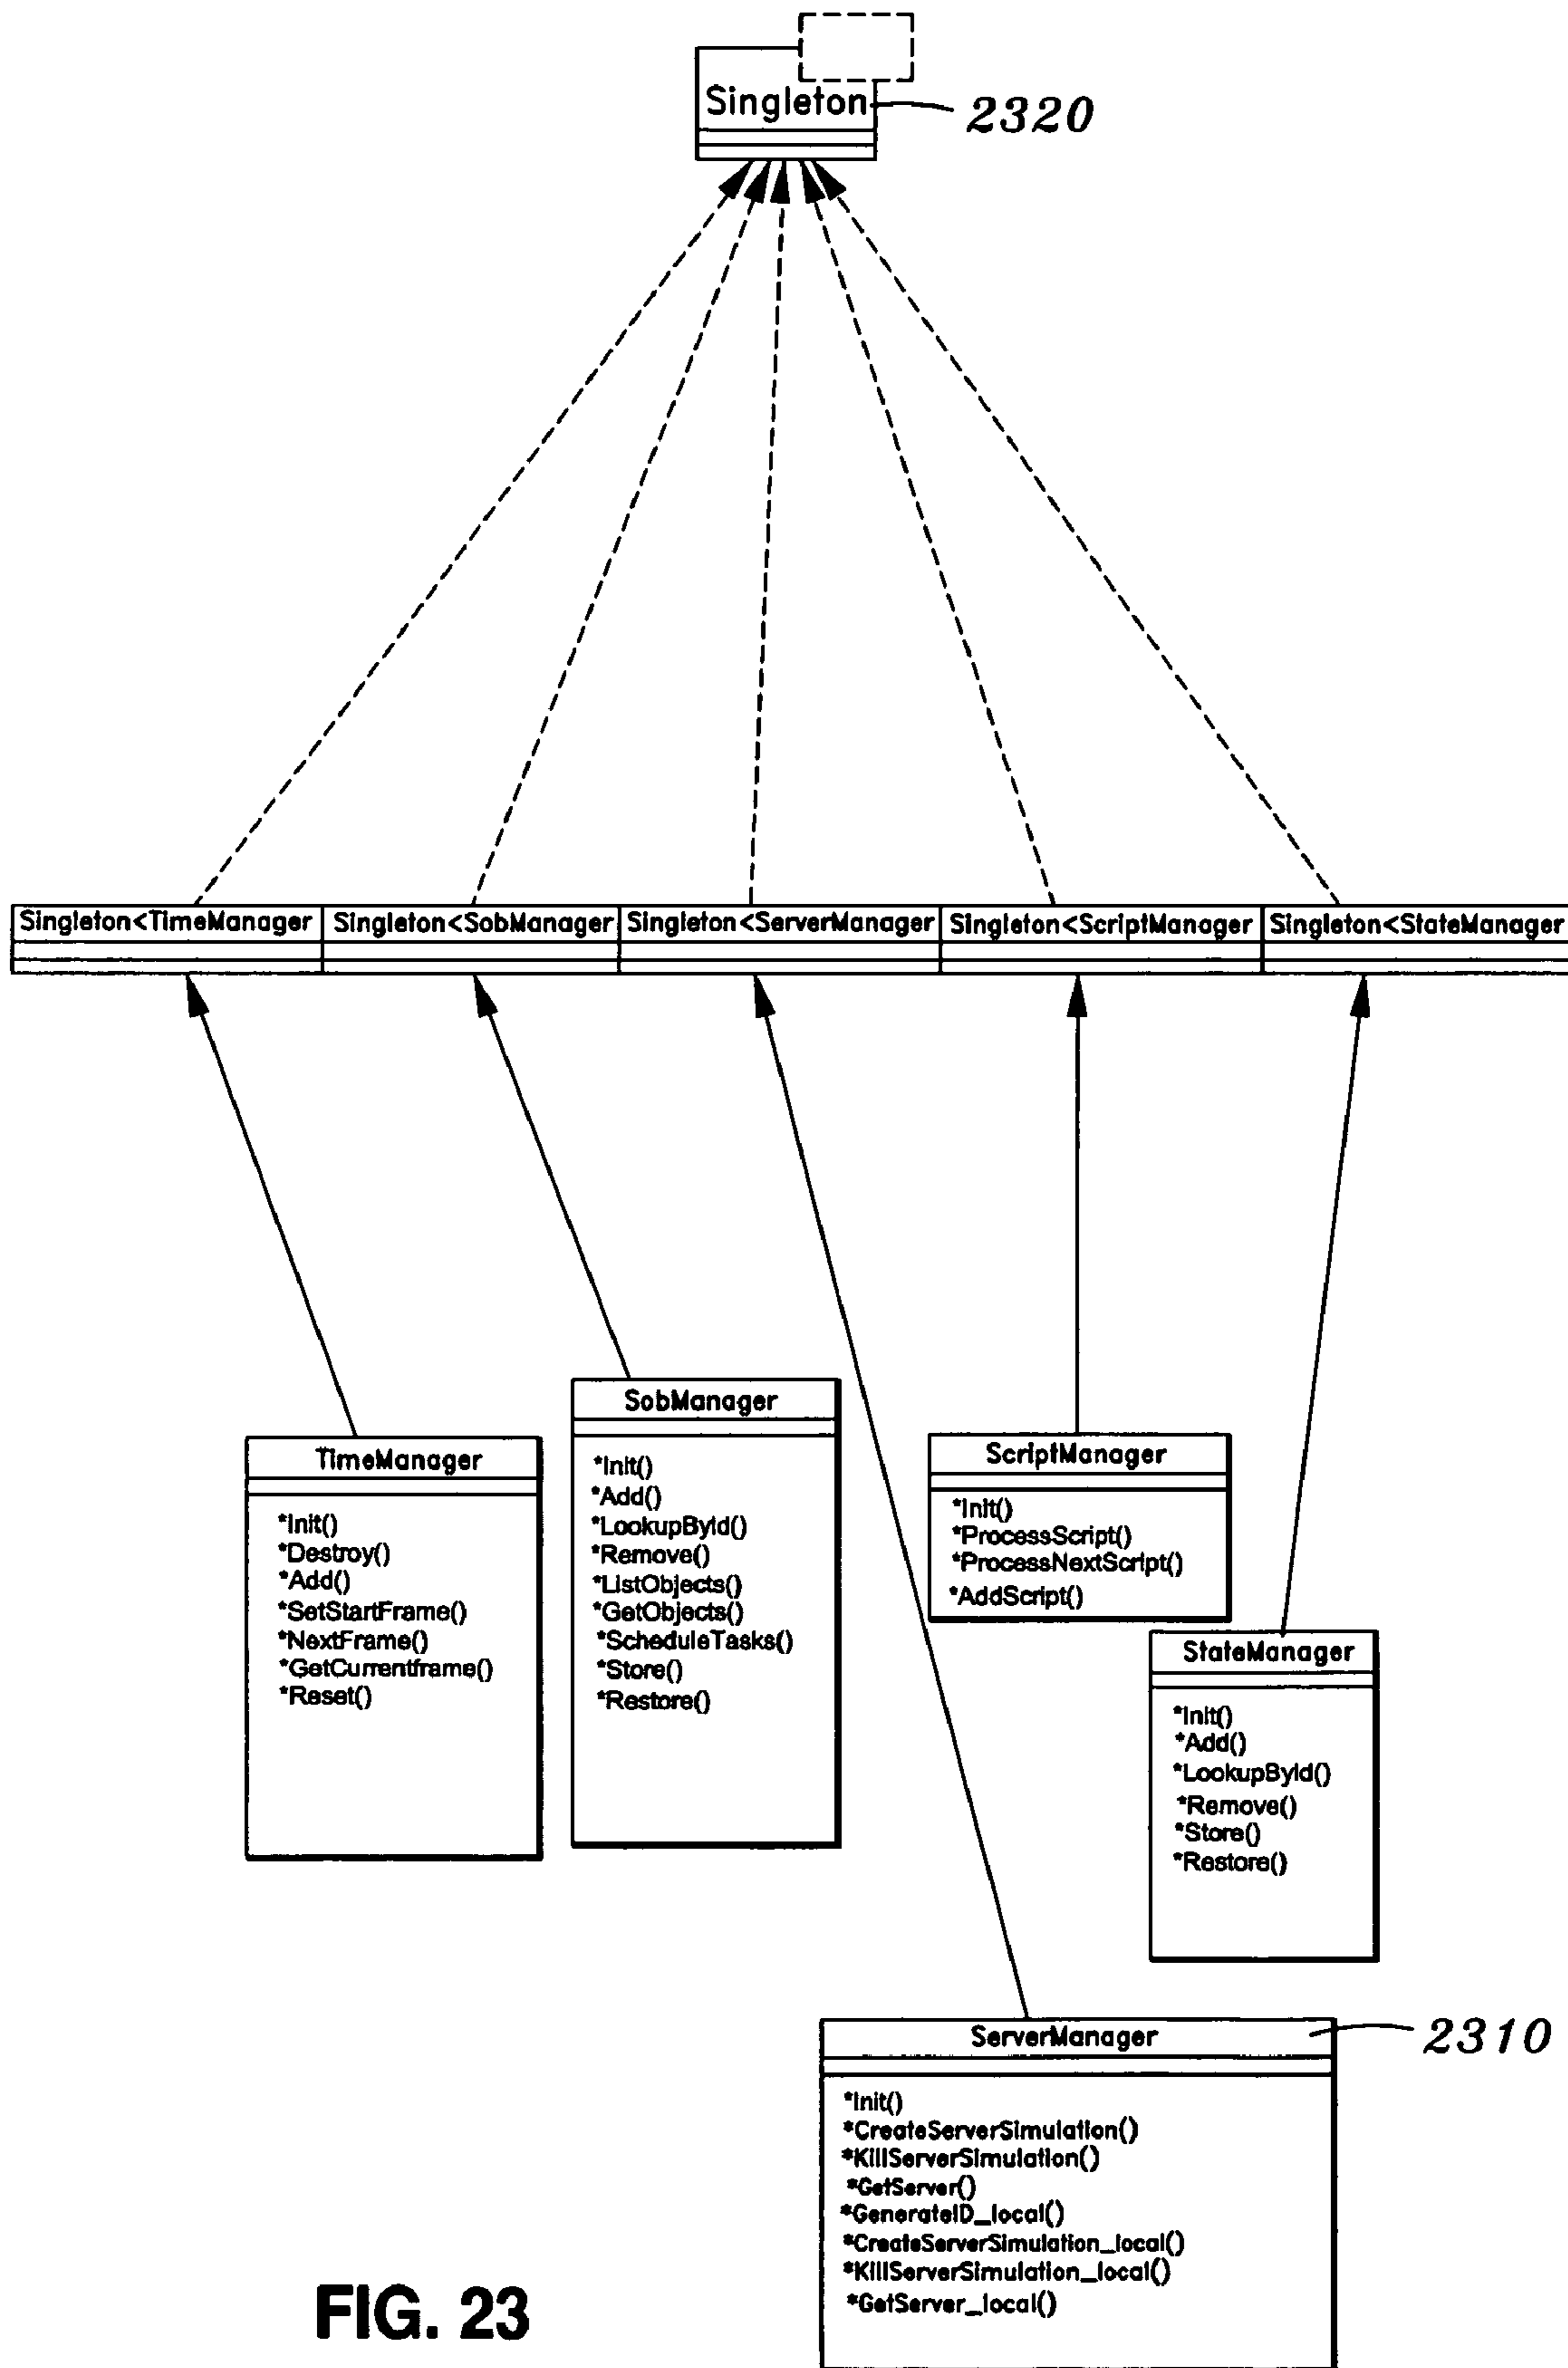 Singleton
2320
Singleton<TimeManager
Singleton<SobManager
Singleton<ServerManager
Singleton<ScriptManager
Singleton<StateManager
TimeManager
*Init()
*Destroy()
*Add()
*SetStartFrame()
*NextFrame()
*GetCurrentframe()
*Reset()
SobManager
*Init()
*Add()
*LookupById()
*Remove()
*ListObjects()
*GetObjects()
*ScheduleTasks()
*Store()
*Restore()
ScriptManager
*Init()
*ProcessScript()
*ProcessNextScript()
*AddScript()
StateManager
*Init()
*Add()
*LookupById()
*Remove()
*Store()
*Restore()
ServerManager
2310
*Init()
*CreateServerSimulation()
*KillServerSimulation()
*GetServer()
*GenerateID_local()
*CreateServerSimulation_local()
*KillServerSimulation_local()
*GetServer_local()
FIG. 23